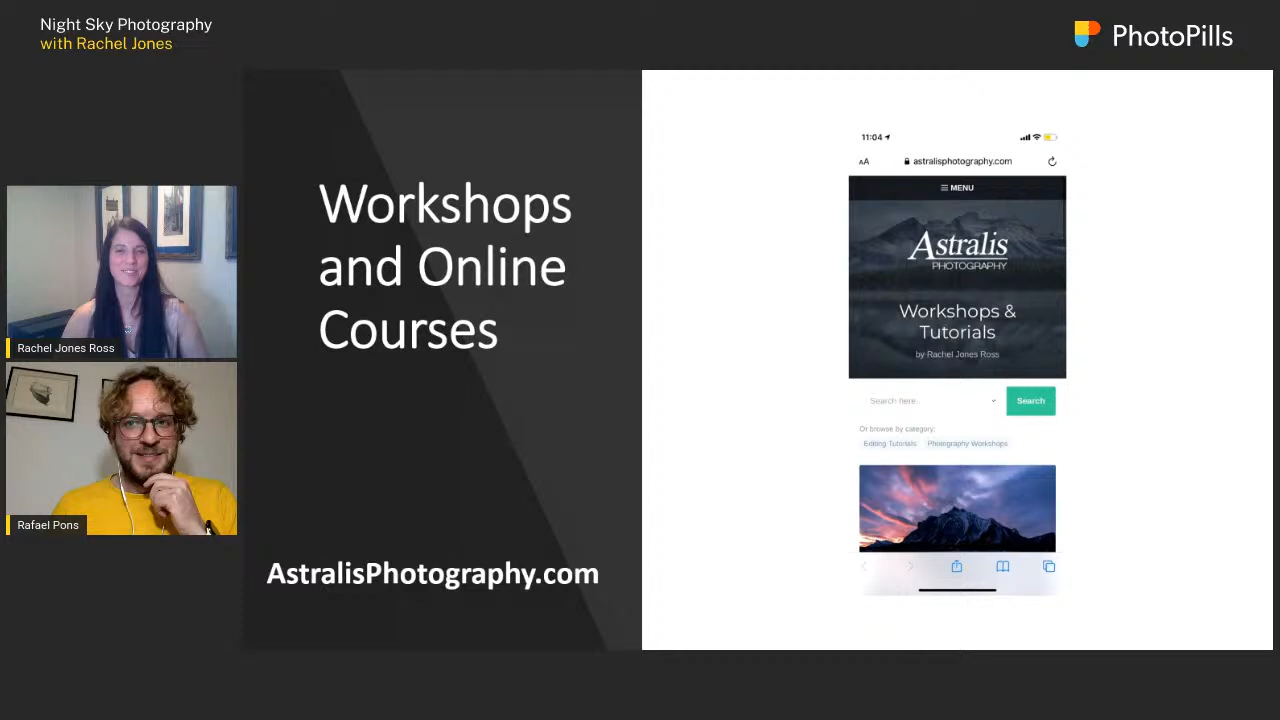 Night Sky Photography
with Rachel Jones
PhotoPills
Rachel Jones Ross
Rafael Pons
Workshops
and Online
Courses
AstralisPhotography.com
11:04
AA
astralisphotography.com
MENU
Astralis
PHOTOGRAPHY
Workshops &
Tutorials
by Rachel Jones Ross
Search here..
Search
Or browse by category:
Editing Tutorials Photography Workshops